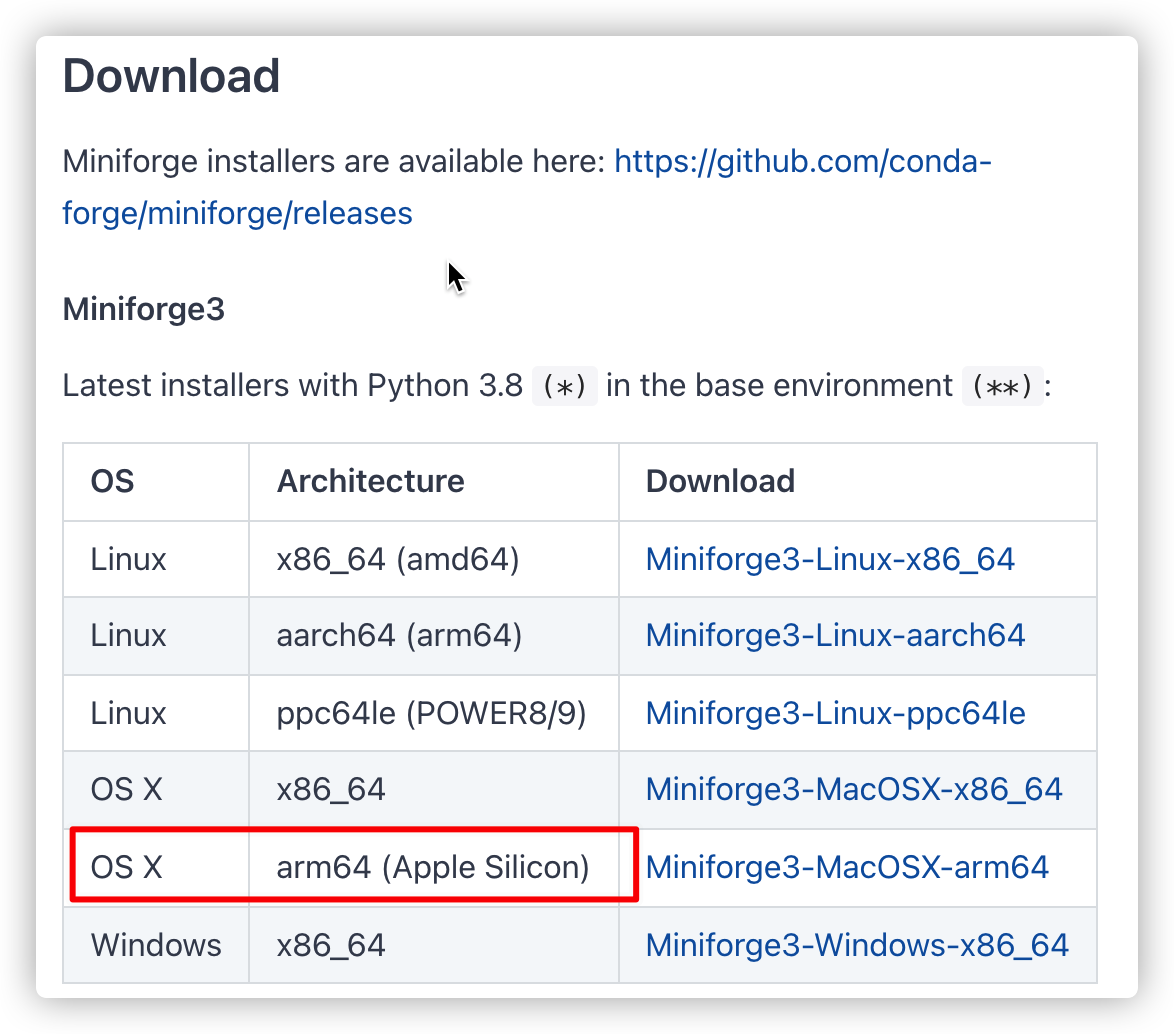 Download
Miniforge installers are available here: https://github.com/conda-
forge/miniforge/releases
Miniforge3
Latest installers with Python 3.8 (*) in the base environment (**):
OS Architecture Download
Linux x86_64 (amd64) Miniforge3-Linux-x86_64
Linux aarch64 (arm64) Miniforge3-Linux-aarch64
Linux ppc64le (POWER8/9) Miniforge3-Linux-ppc64le
OS X x86_64 Miniforge3-MacOSX-x86_64
OS X arm64 (Apple Silicon) Miniforge3-MacOSX-arm64
Windows x86_64 Miniforge3-Windows-x86_64